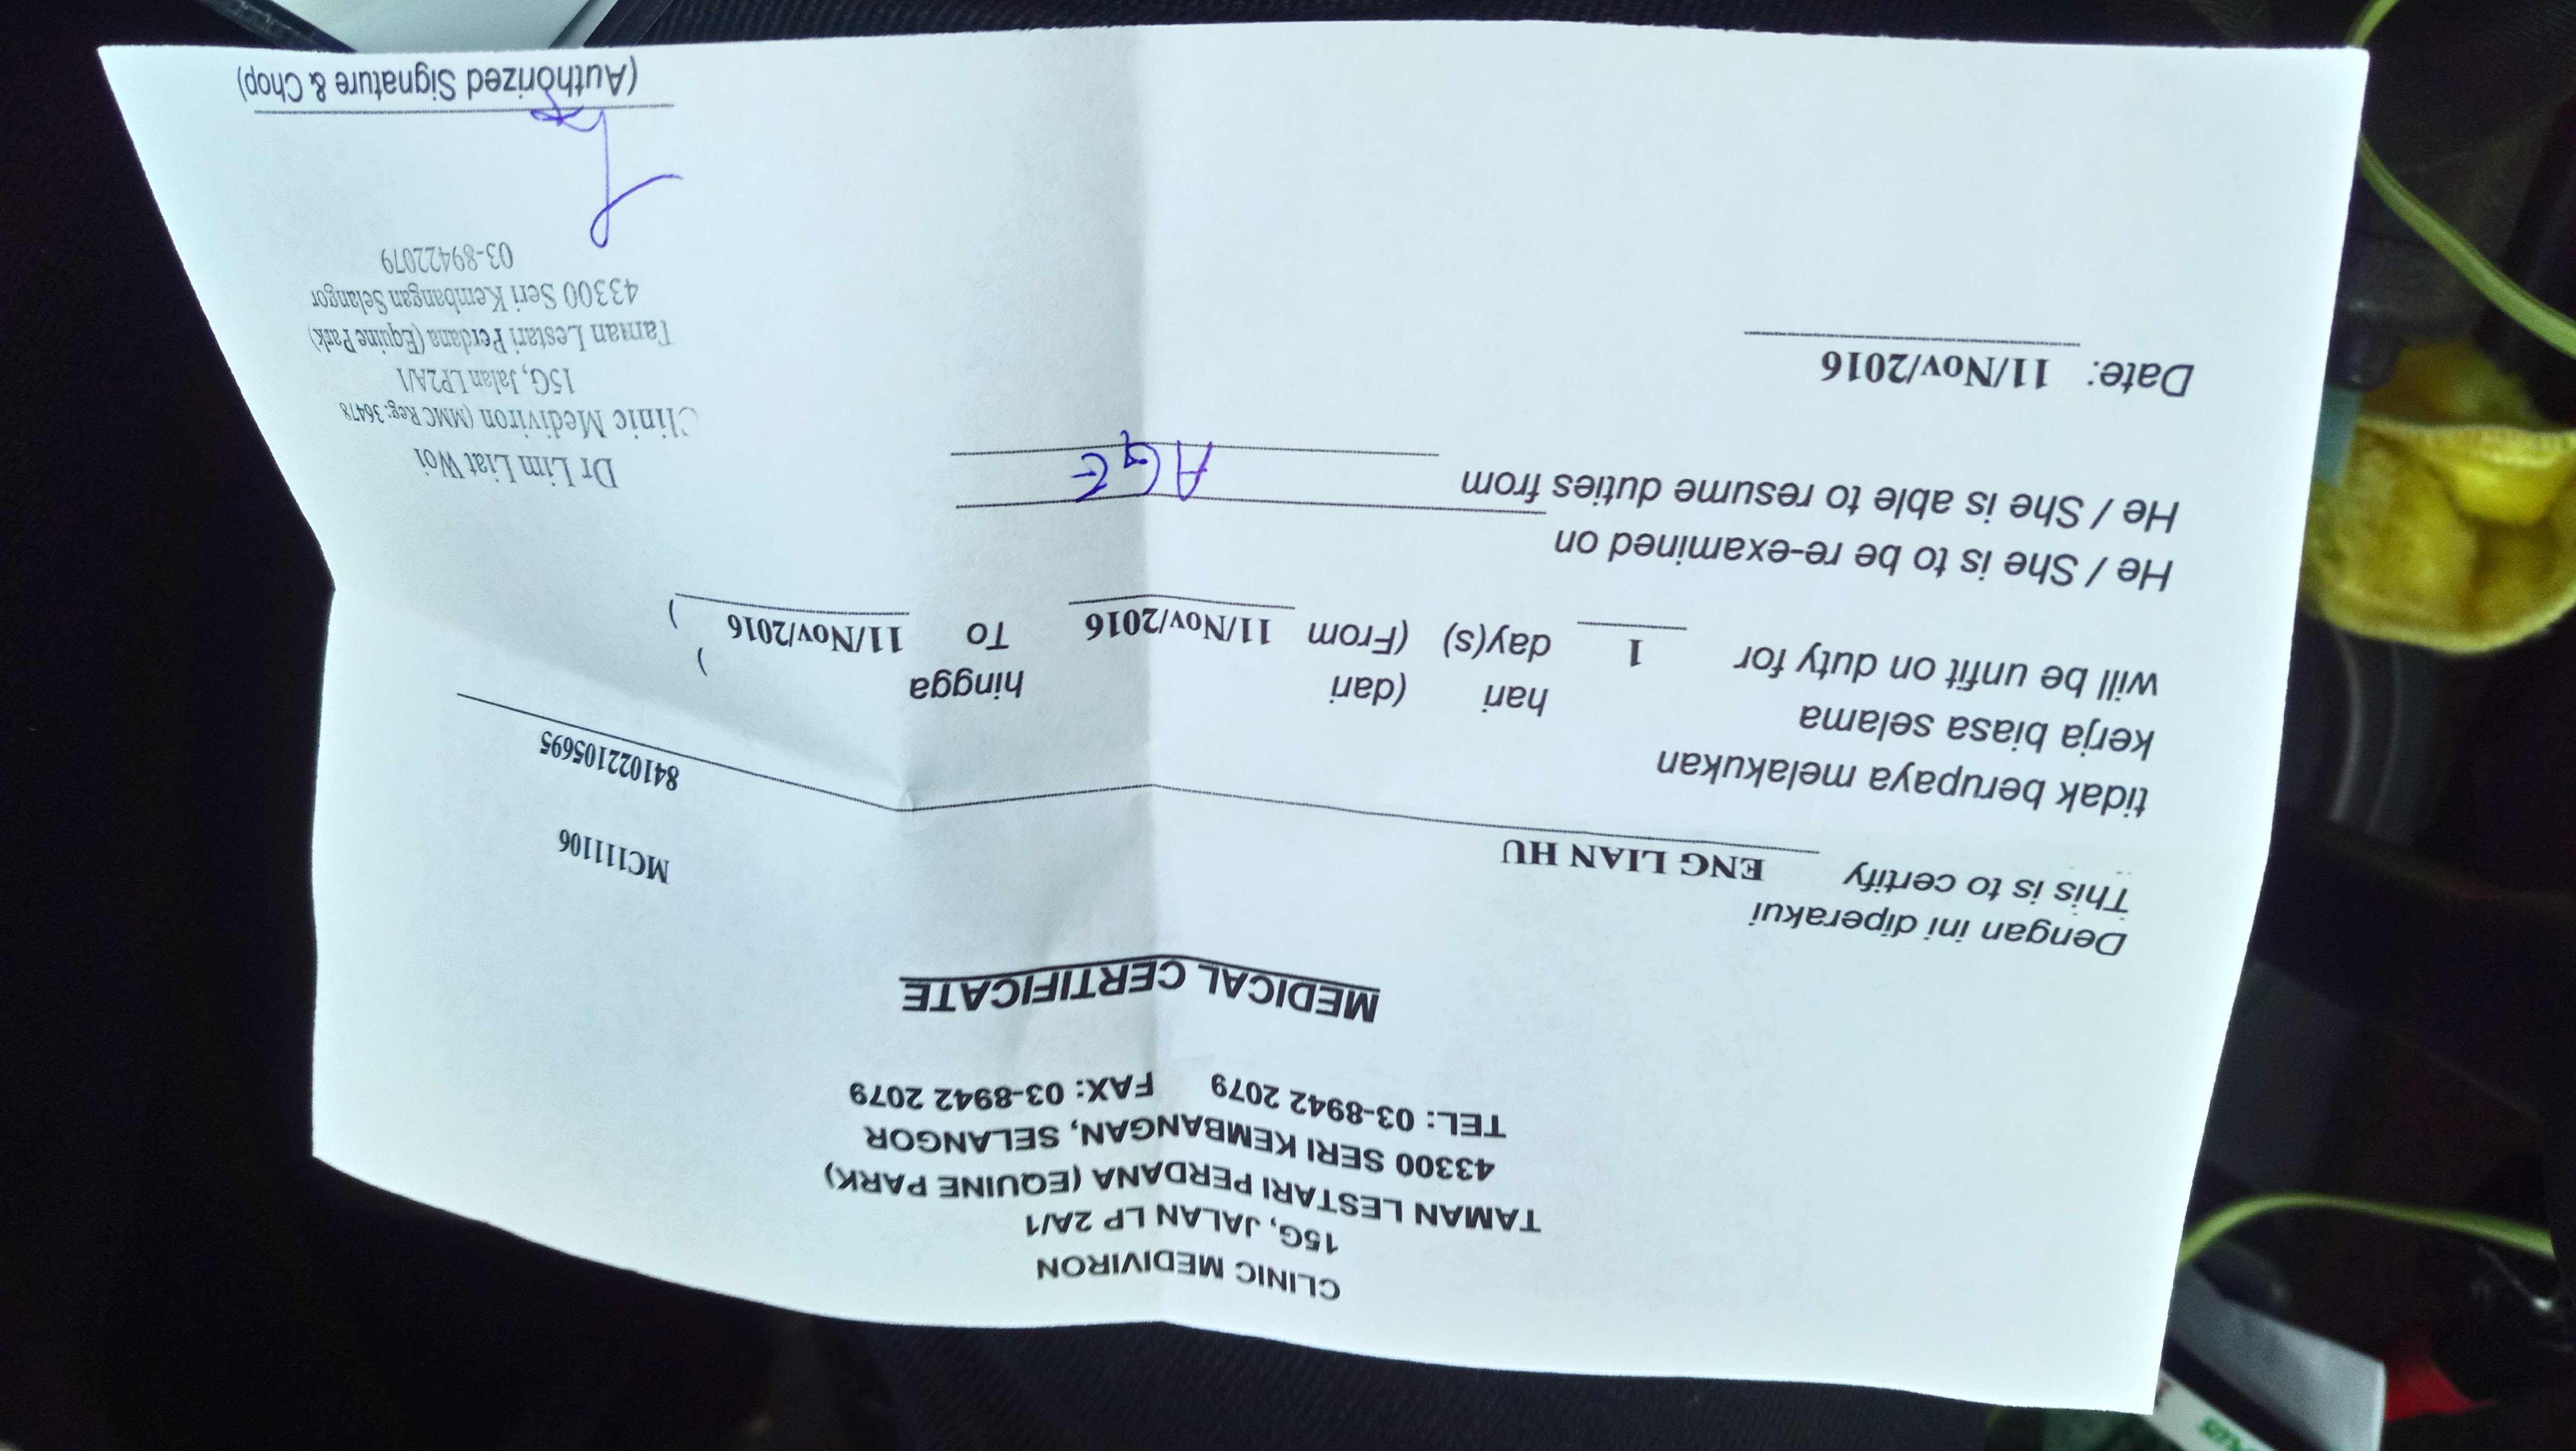 PLUS
CLINIC MEDIVIRON
15G, JALAN LP 2A/1
TAMAN LESTARI PERDANA (EQUINE PARK)
43300 SERI KEMBANGAN, SELANGOR
TEL: 03-8942 2079 FAX: 03-8942 2079
MEDICAL CERTIFICATE
Dengan ini diperakui
This is to certify ENG LIAN HU
MC111106
841022105695
tidak berupaya melakukan
kerja biasa selama hari (dari hingga )
will be unfit on duty for 1 day(s) (From 11/Nov/2016 To 11/Nov/2016 )
He / She is to be re-examined on
He / She is able to resume duties from AGE
Date: 11/Nov/2016
Dr Lim Liat Woi
Clinic Mediviron (MMC Reg: 36478
15G, Jalan LP2A/1
Taman Lestari Perdana (Equine Park)
43300 Seri Kembangan Selangor
03-89422079
(Authorized Signature & Chop)